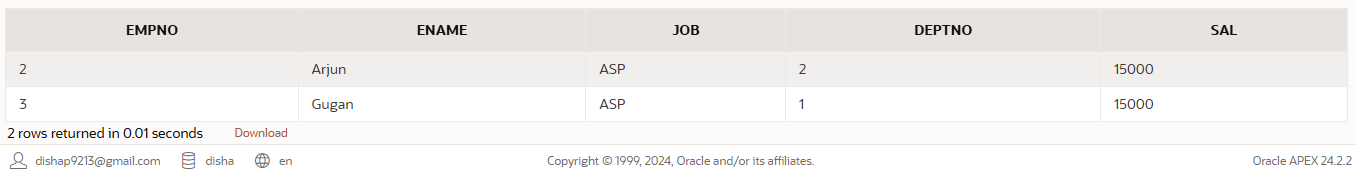 EMPNO ENAME JOB DEPTNO SAL
2 Arjun ASP 2 15000
3 Gugan ASP 1 15000
2 rows returned in 0.01 seconds Download
dishap9213@gmail.com disha en Copyright © 1999, 2024, Oracle and/or its affiliates. Oracle APEX 24.2.2